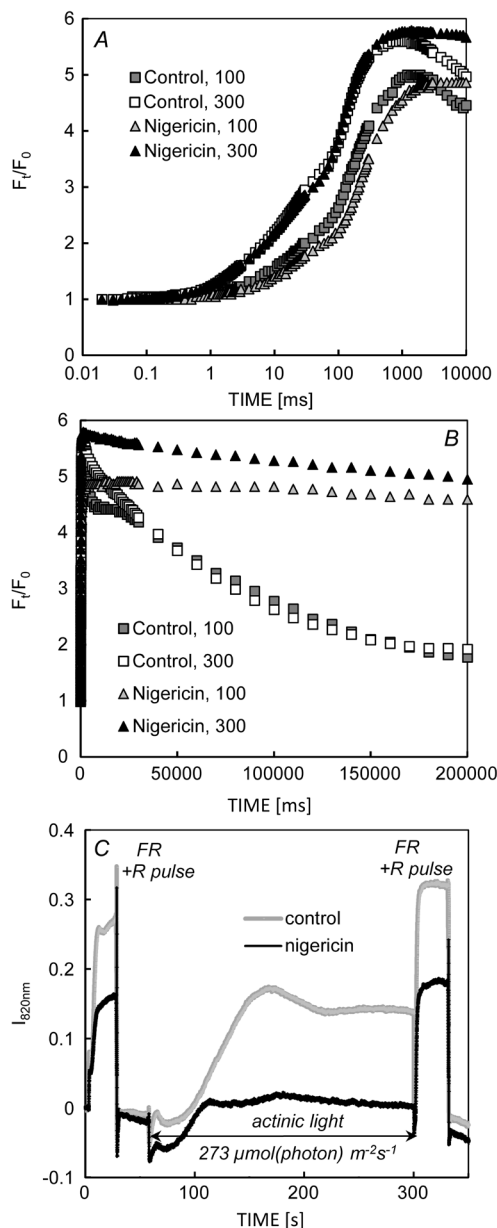 A
6
5
4
3
2
1
0
Ft/F0
Control, 100
Control, 300
Nigericin, 100
Nigericin, 300
0.01 0.1 1 10 100 1000 10000
TIME [ms]
B
6
5
4
3
2
1
0
Ft/F0
Control, 100
Control, 300
Nigericin, 100
Nigericin, 300
0 50000 100000 150000 200000
TIME [ms]
C
FR
+R pulse
FR
+R pulse
control
nigericin
0.4
0.3
0.2
0.1
0
-0.1
I820nm
actinic light
273 µmol(photon) m-2s-1
0 100 200 300
TIME [s]